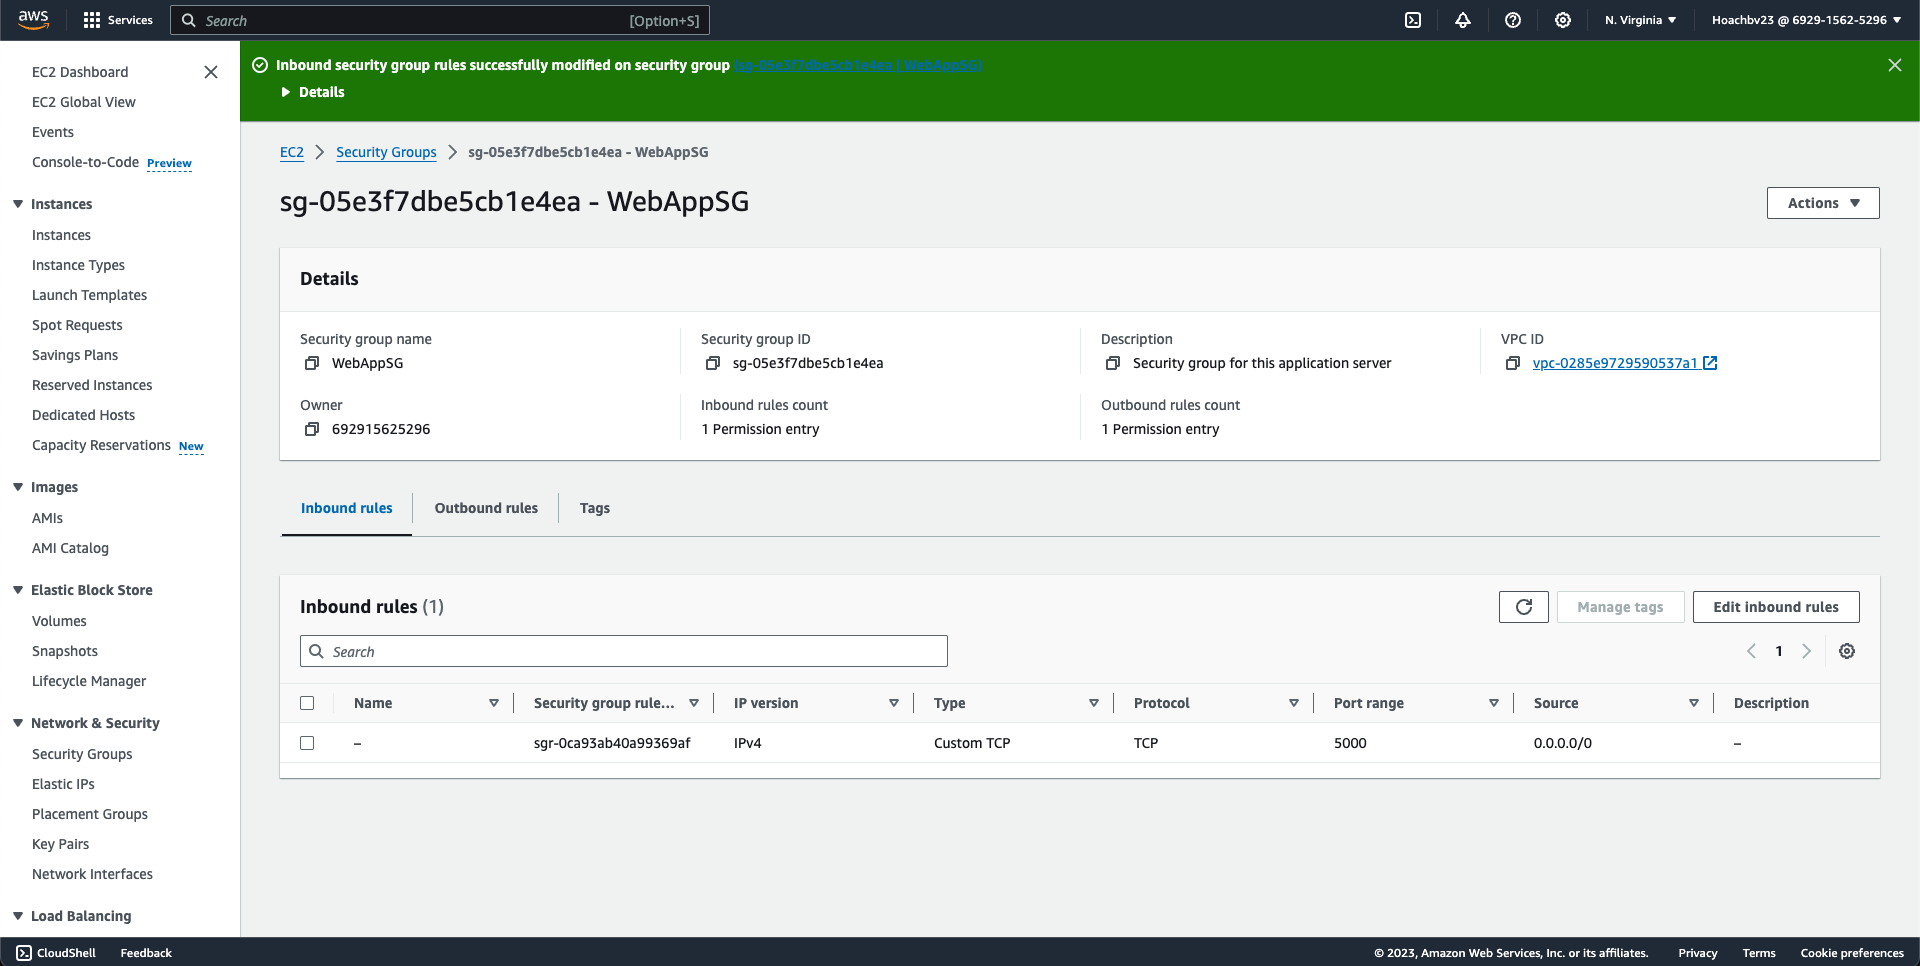 aws Services Search [Option+S] N. Virginia Hoachbv23 @ 6929-1562-5296
EC2 Dashboard
EC2 Global View
Events
Console-to-Code Preview
Instances
Instances
Instance Types
Launch Templates
Spot Requests
Savings Plans
Reserved Instances
Dedicated Hosts
Capacity Reservations New
Images
AMIs
AMI Catalog
Elastic Block Store
Volumes
Snapshots
Lifecycle Manager
Network & Security
Security Groups
Elastic IPs
Placement Groups
Key Pairs
Network Interfaces
Load Balancing
Inbound security group rules successfully modified on security group (sg-05e3f7dbe5cb1e4ea | WebAppSG)
Details
EC2 > Security Groups > sg-05e3f7dbe5cb1e4ea - WebAppSG
sg-05e3f7dbe5cb1e4ea - WebAppSG
Actions
Details
Security group name Security group ID Description VPC ID
WebAppSG sg-05e3f7dbe5cb1e4ea Security group for this application server vpc-0285e9729590537a1
Owner Inbound rules count Outbound rules count
692915625296 1 Permission entry 1 Permission entry
Inbound rules Outbound rules Tags
Inbound rules (1) Manage tags Edit inbound rules
Search 1
Name Security group rule... IP version Type Protocol Port range Source Description
– sgr-0ca93ab40a99369af IPv4 Custom TCP TCP 5000 0.0.0.0/0 –
CloudShell Feedback © 2023, Amazon Web Services, Inc. or its affiliates. Privacy Terms Cookie preferences